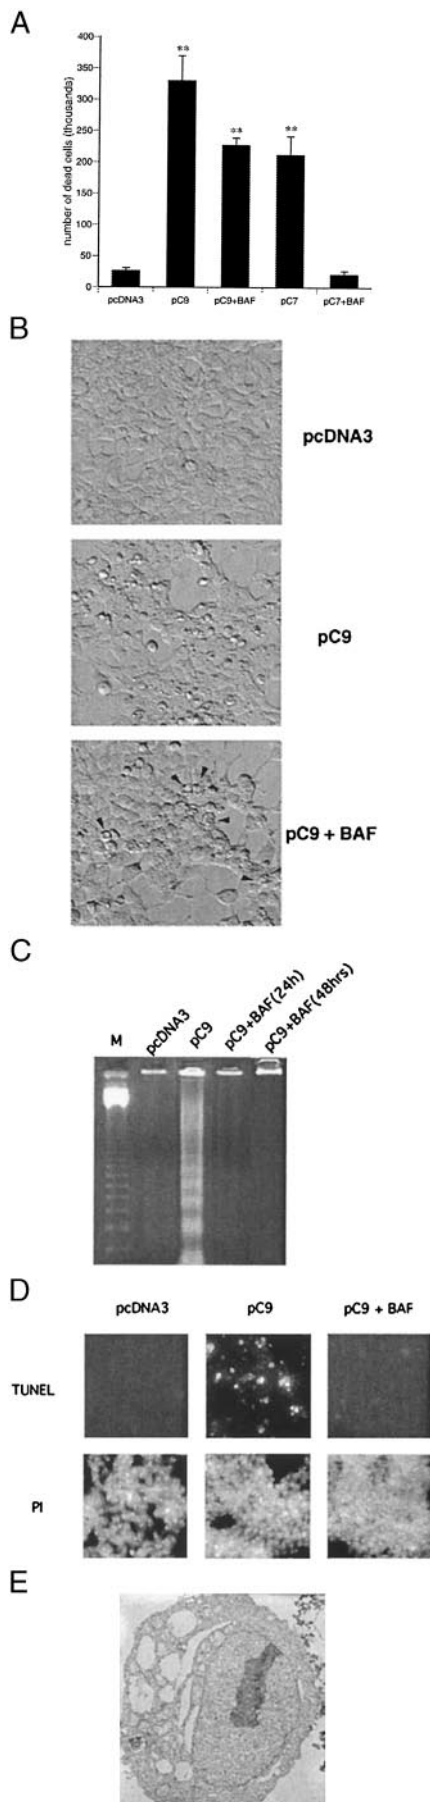 A
number of dead cells (thousands)
400
350
300
250
200
150
100
50
0
**
**
**
pcDNA3
pC9
pC9+BAF
pC7
pC7+BAF
B
pcDNA3
pC9
pC9 + BAF
C
M
pcDNA3
pC9
pC9+BAF(24h)
pC9+BAF(48hrs)
D
pcDNA3
pC9
pC9 + BAF
TUNEL
PI
E